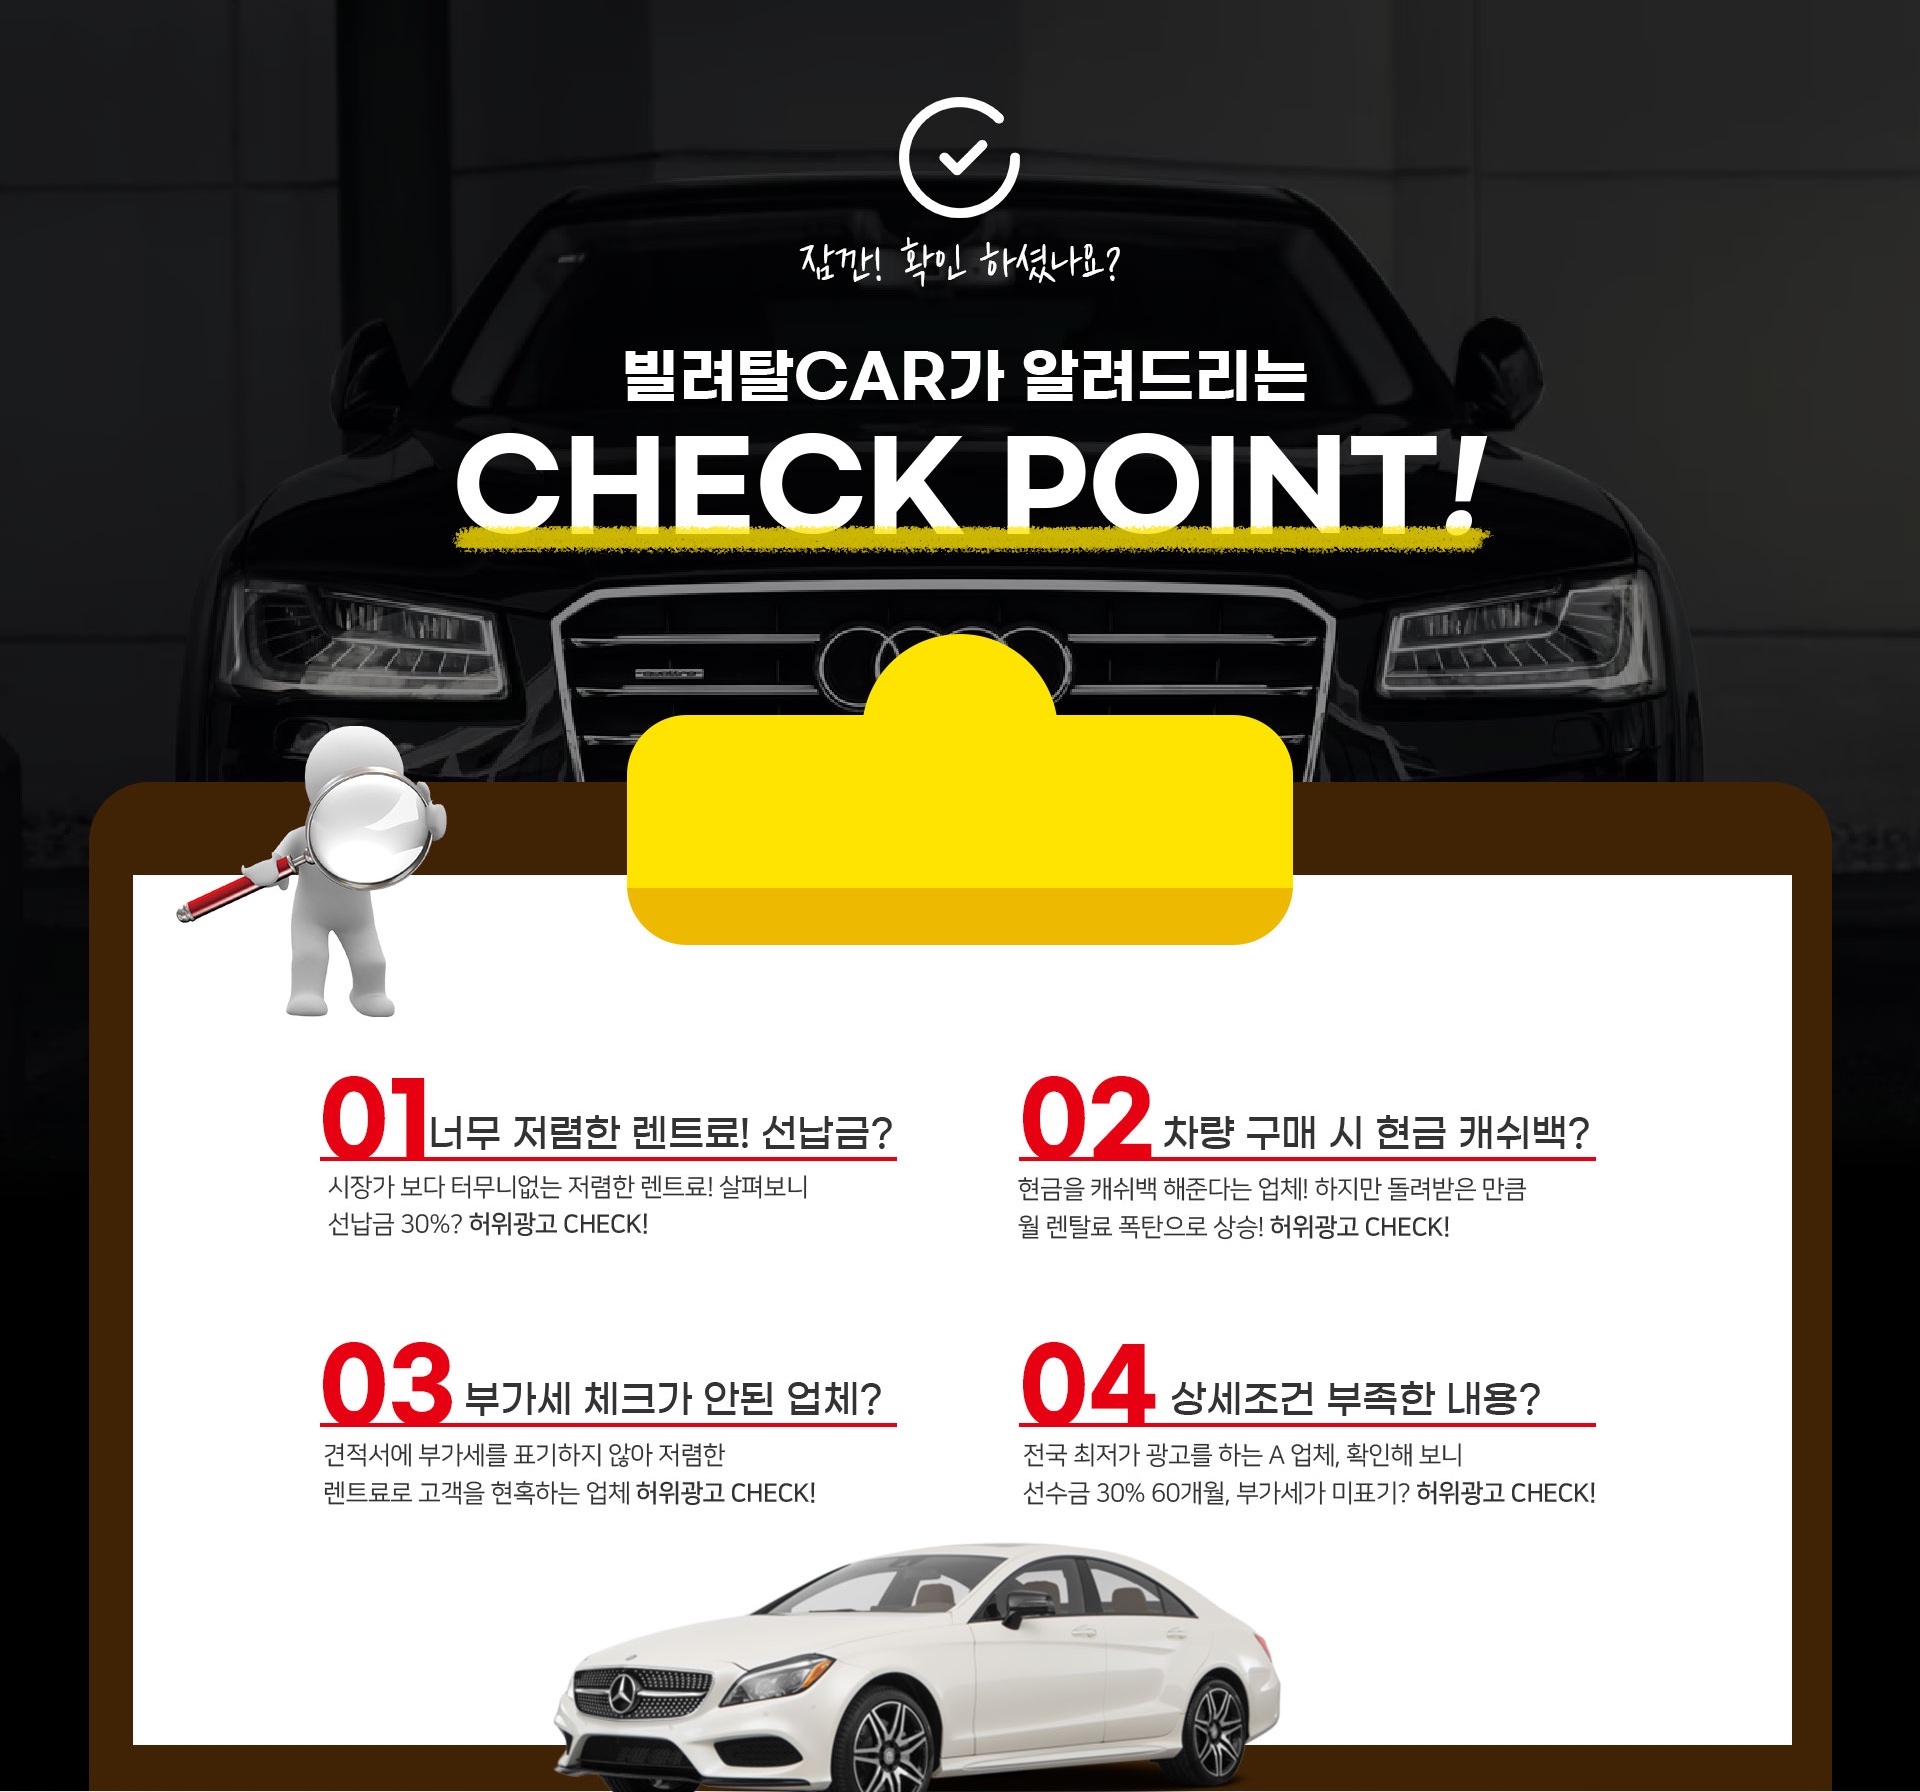 잠깐! 확인 하셨나요?
빌려탈CAR가 알려드리는
CHECK POINT!
quattro
01 너무 저렴한 렌트료! 선납금?
시장가 보다 터무니없는 저렴한 렌트료! 살펴보니
선납금 30%? 허위광고 CHECK!
02 차량 구매 시 현금 캐쉬백?
현금을 캐쉬백 해준다는 업체! 하지만 돌려받은 만큼
월 렌탈료 폭탄으로 상승! 허위광고 CHECK!
03 부가세 체크가 안된 업체?
견적서에 부가세를 표기하지 않아 저렴한
렌트료로 고객을 현혹하는 업체 허위광고 CHECK!
04 상세조건 부족한 내용?
전국 최저가 광고를 하는 A 업체, 확인해 보니
선수금 30% 60개월, 부가세가 미표기? 허위광고 CHECK!